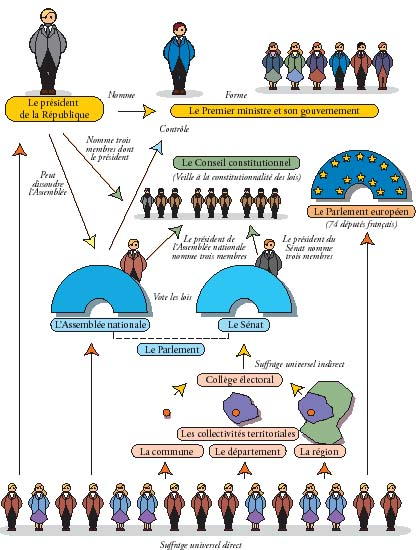 Le président
de la République
Nomme
Forme
Le Premier ministre et son gouvernement
Nomme trois
membres dont
le président
Contrôle
Peut
dissoudre
l'Assemblée
Le Conseil constitutionnel
(Veille à la constitutionnalité des lois)
Le Parlement européen
(74 députés français)
Le président de
l'Assemblée nationale
nomme trois membres
Le président du
Sénat nomme
trois membres
Vote les lois
L'Assemblée nationale
Le Sénat
Le Parlement
Suffrage universel indirect
Collège électoral
Les collectivités territoriales
La commune
Le département
La région
Suffrage universel direct